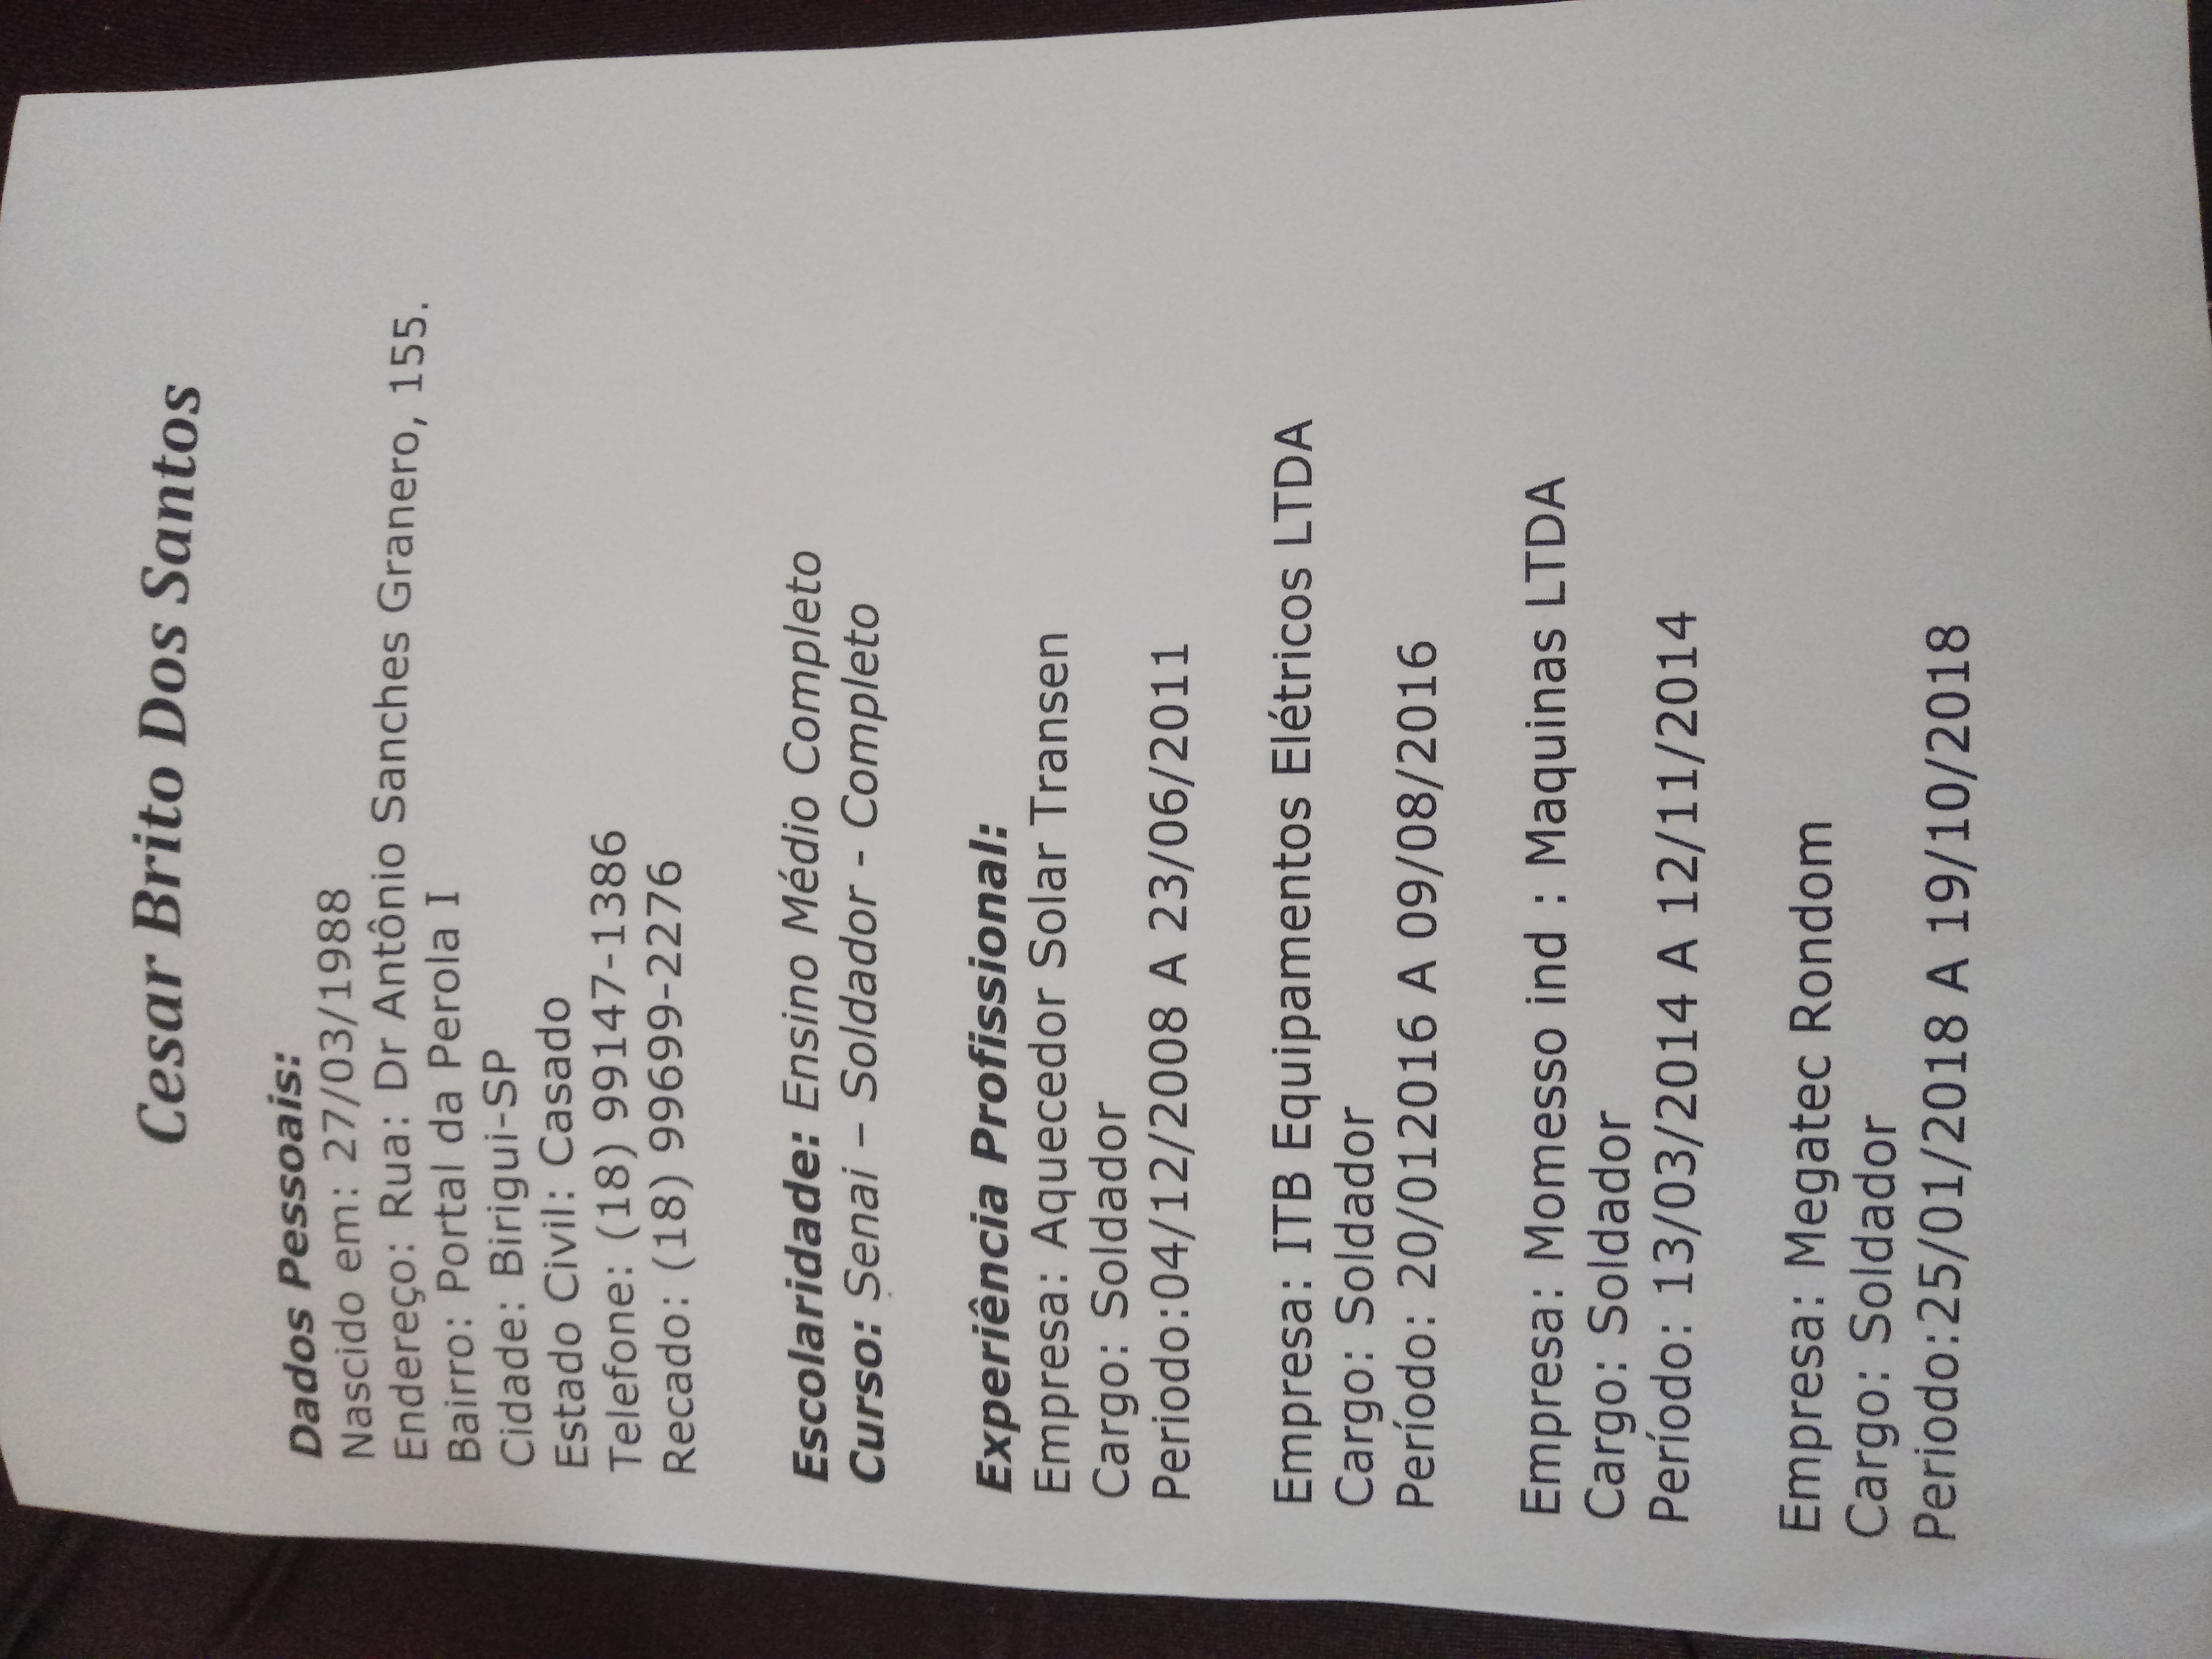 Cesar Brito Dos Santos
Dados Pessoais:
Nascido em: 27/03/1988
Endereço: Rua: Dr Antônio Sanches Granero, 155.
Bairro: Portal da Perola I
Cidade: Birigui-SP
Estado Civil: Casado
Telefone: (18) 99147-1386
Recado: (18) 99699-2276
Escolaridade: Ensino Médio Completo
Curso: Senai – Soldador - Completo
Experiência Profissional:
Empresa: Aquecedor Solar Transen
Cargo: Soldador
Periodo:04/12/2008 A 23/06/2011
Empresa: ITB Equipamentos Elétricos LTDA
Cargo: Soldador
Período: 20/012016 A 09/08/2016
Empresa: Momesso ind : Maquinas LTDA
Cargo: Soldador
Período: 13/03/2014 A 12/11/2014
Empresa: Megatec Rondom
Cargo: Soldador
Periodo:25/01/2018 A 19/10/2018